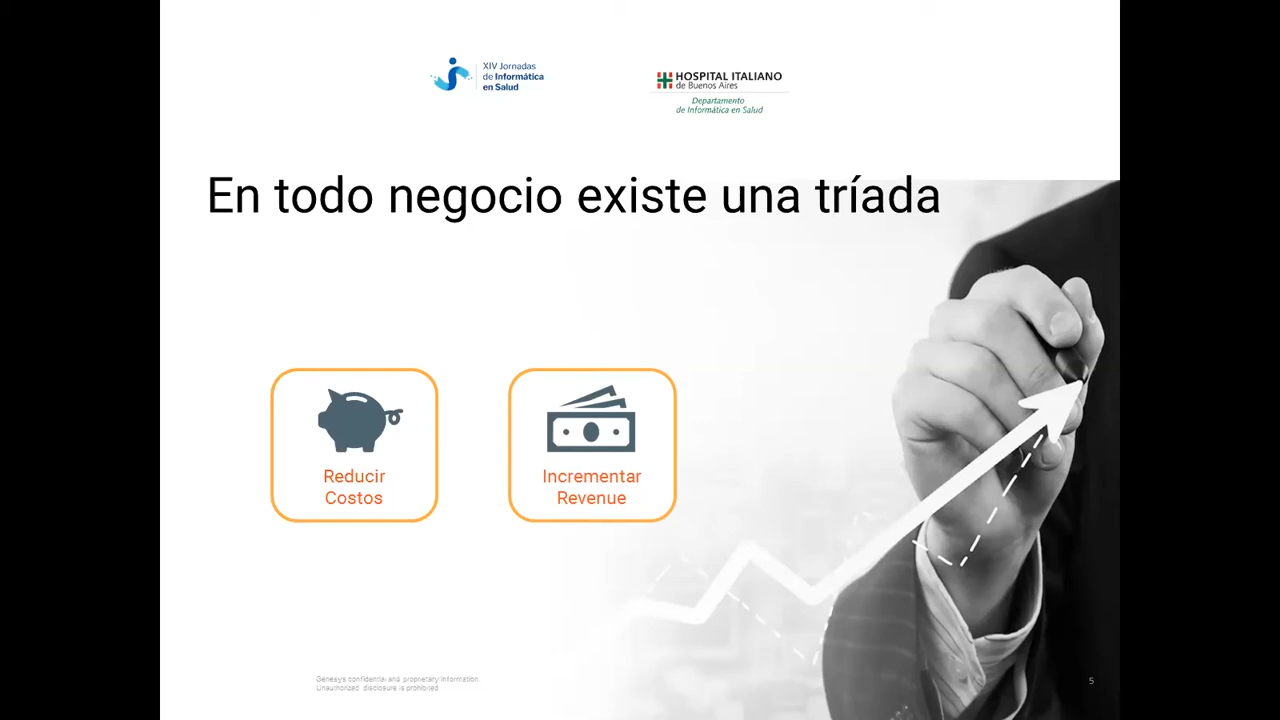 XIV Jornadas
de Informática
en Salud
HOSPITAL ITALIANO
de Buenos Aires
Departamento
de Informática en Salud
En todo negocio existe una tríada
Reducir
Costos
Incrementar
Revenue
Genesys confidential and proprietary information.
Unauthorized disclosure is prohibited
5